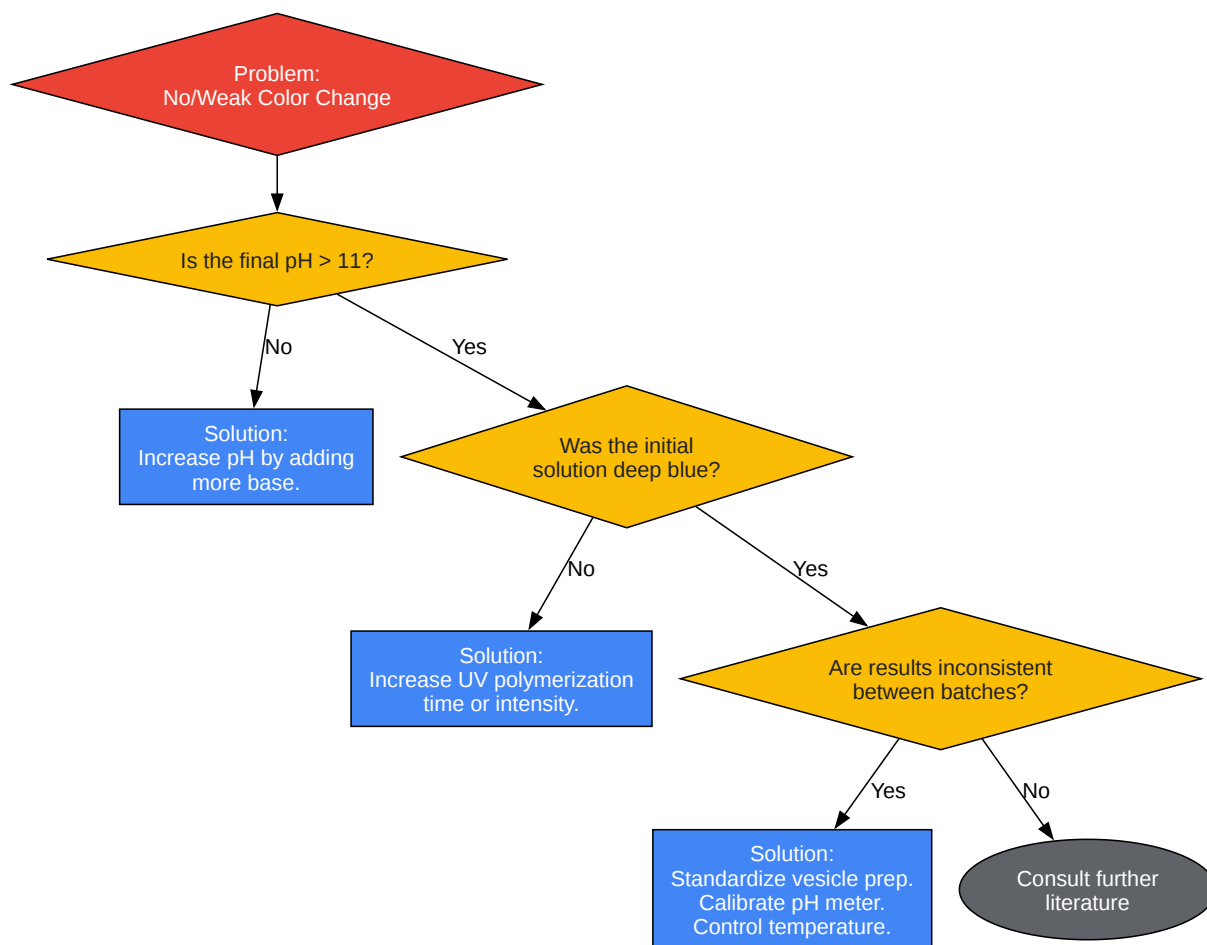 Problem:
No/Weak Color Change
Is the final pH > 11?
No
Yes
Solution:
Increase pH by adding
more base.
Was the initial
solution deep blue?
No
Yes
Solution:
Increase UV polymerization
time or intensity.
Are results inconsistent
between batches?
Yes
No
Solution:
Standardize vesicle prep.
Calibrate pH meter.
Control temperature.
Consult further
literature